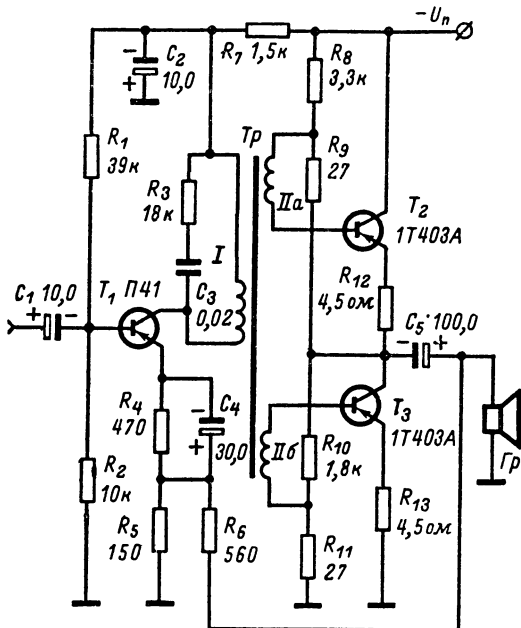 − Uп
C₂
10,0
R₇ 1,5к
R₈
3,3к
R₁
39к
Тр
R₉
27
R₃
18к
IIа
T₂
1Т403А
I
C₃
0,02
R₁₂
4,5 ом
C₁ 10,0
T₁ П41
C₅ 100,0
R₄
470
C₄
30,0
T₃
1Т403А
Гр
IIб
R₁₀
1,8к
R₂
10к
R₁₃
4,5 ом
R₅
150
R₆
560
R₁₁
27